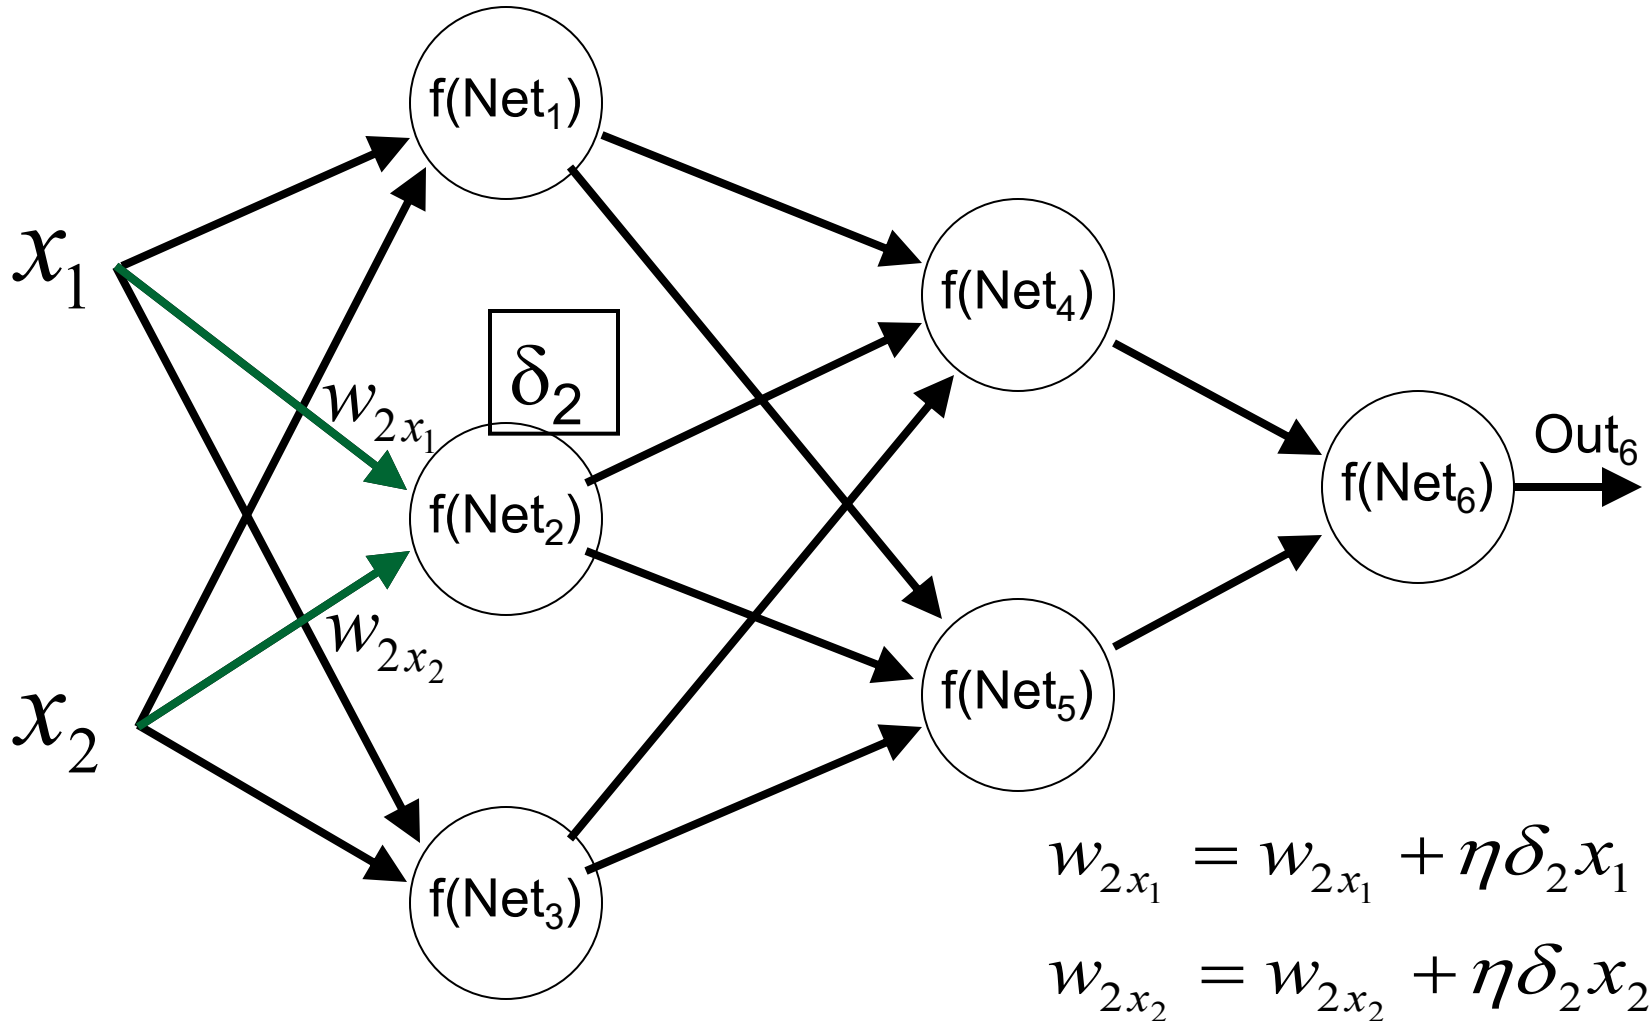 f(Net₁)
x₁
f(Net₄)
δ₂
w₂ₓ₁
Out₆
f(Net₆)
f(Net₂)
w₂ₓ₂
x₂
f(Net₅)
w₂ₓ₁ = w₂ₓ₁ + ηδ₂x₁
f(Net₃)
w₂ₓ₂ = w₂ₓ₂ + ηδ₂x₂